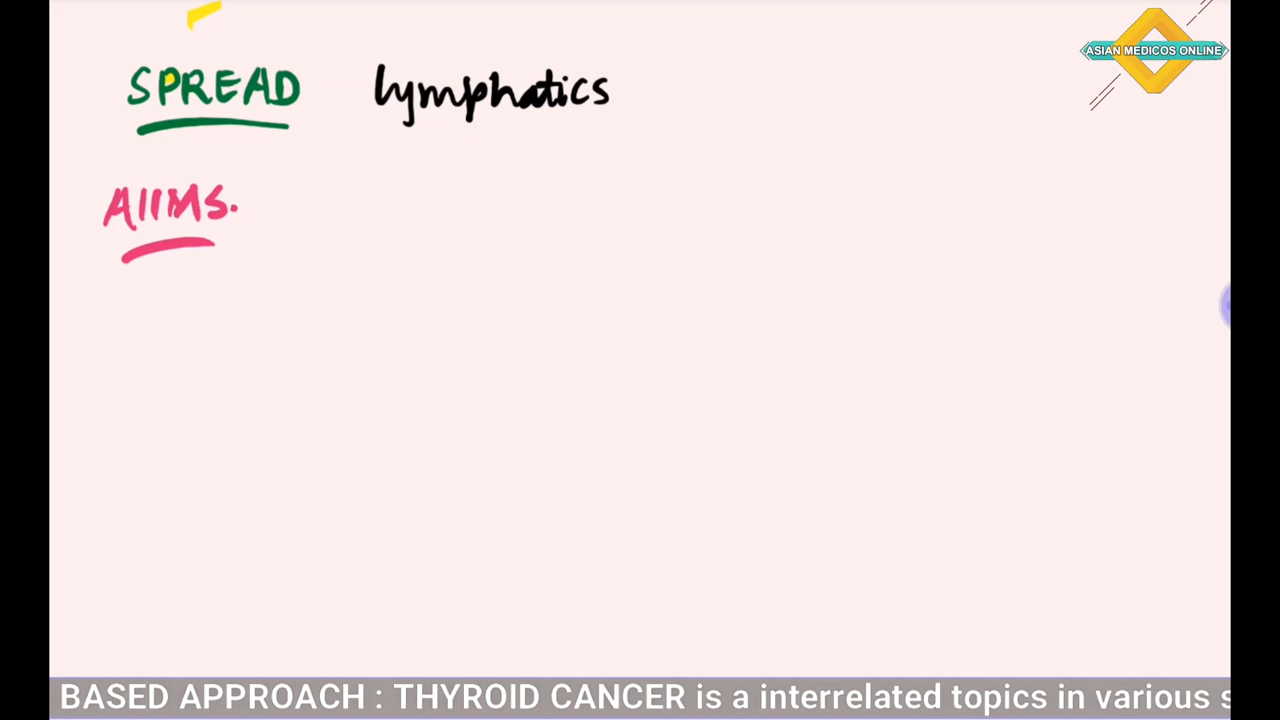 ASIAN MEDICOS ONLINE
SPREAD lymphatics
AIIMS.
BASED APPROACH : THYROID CANCER is a interrelated topics in various s